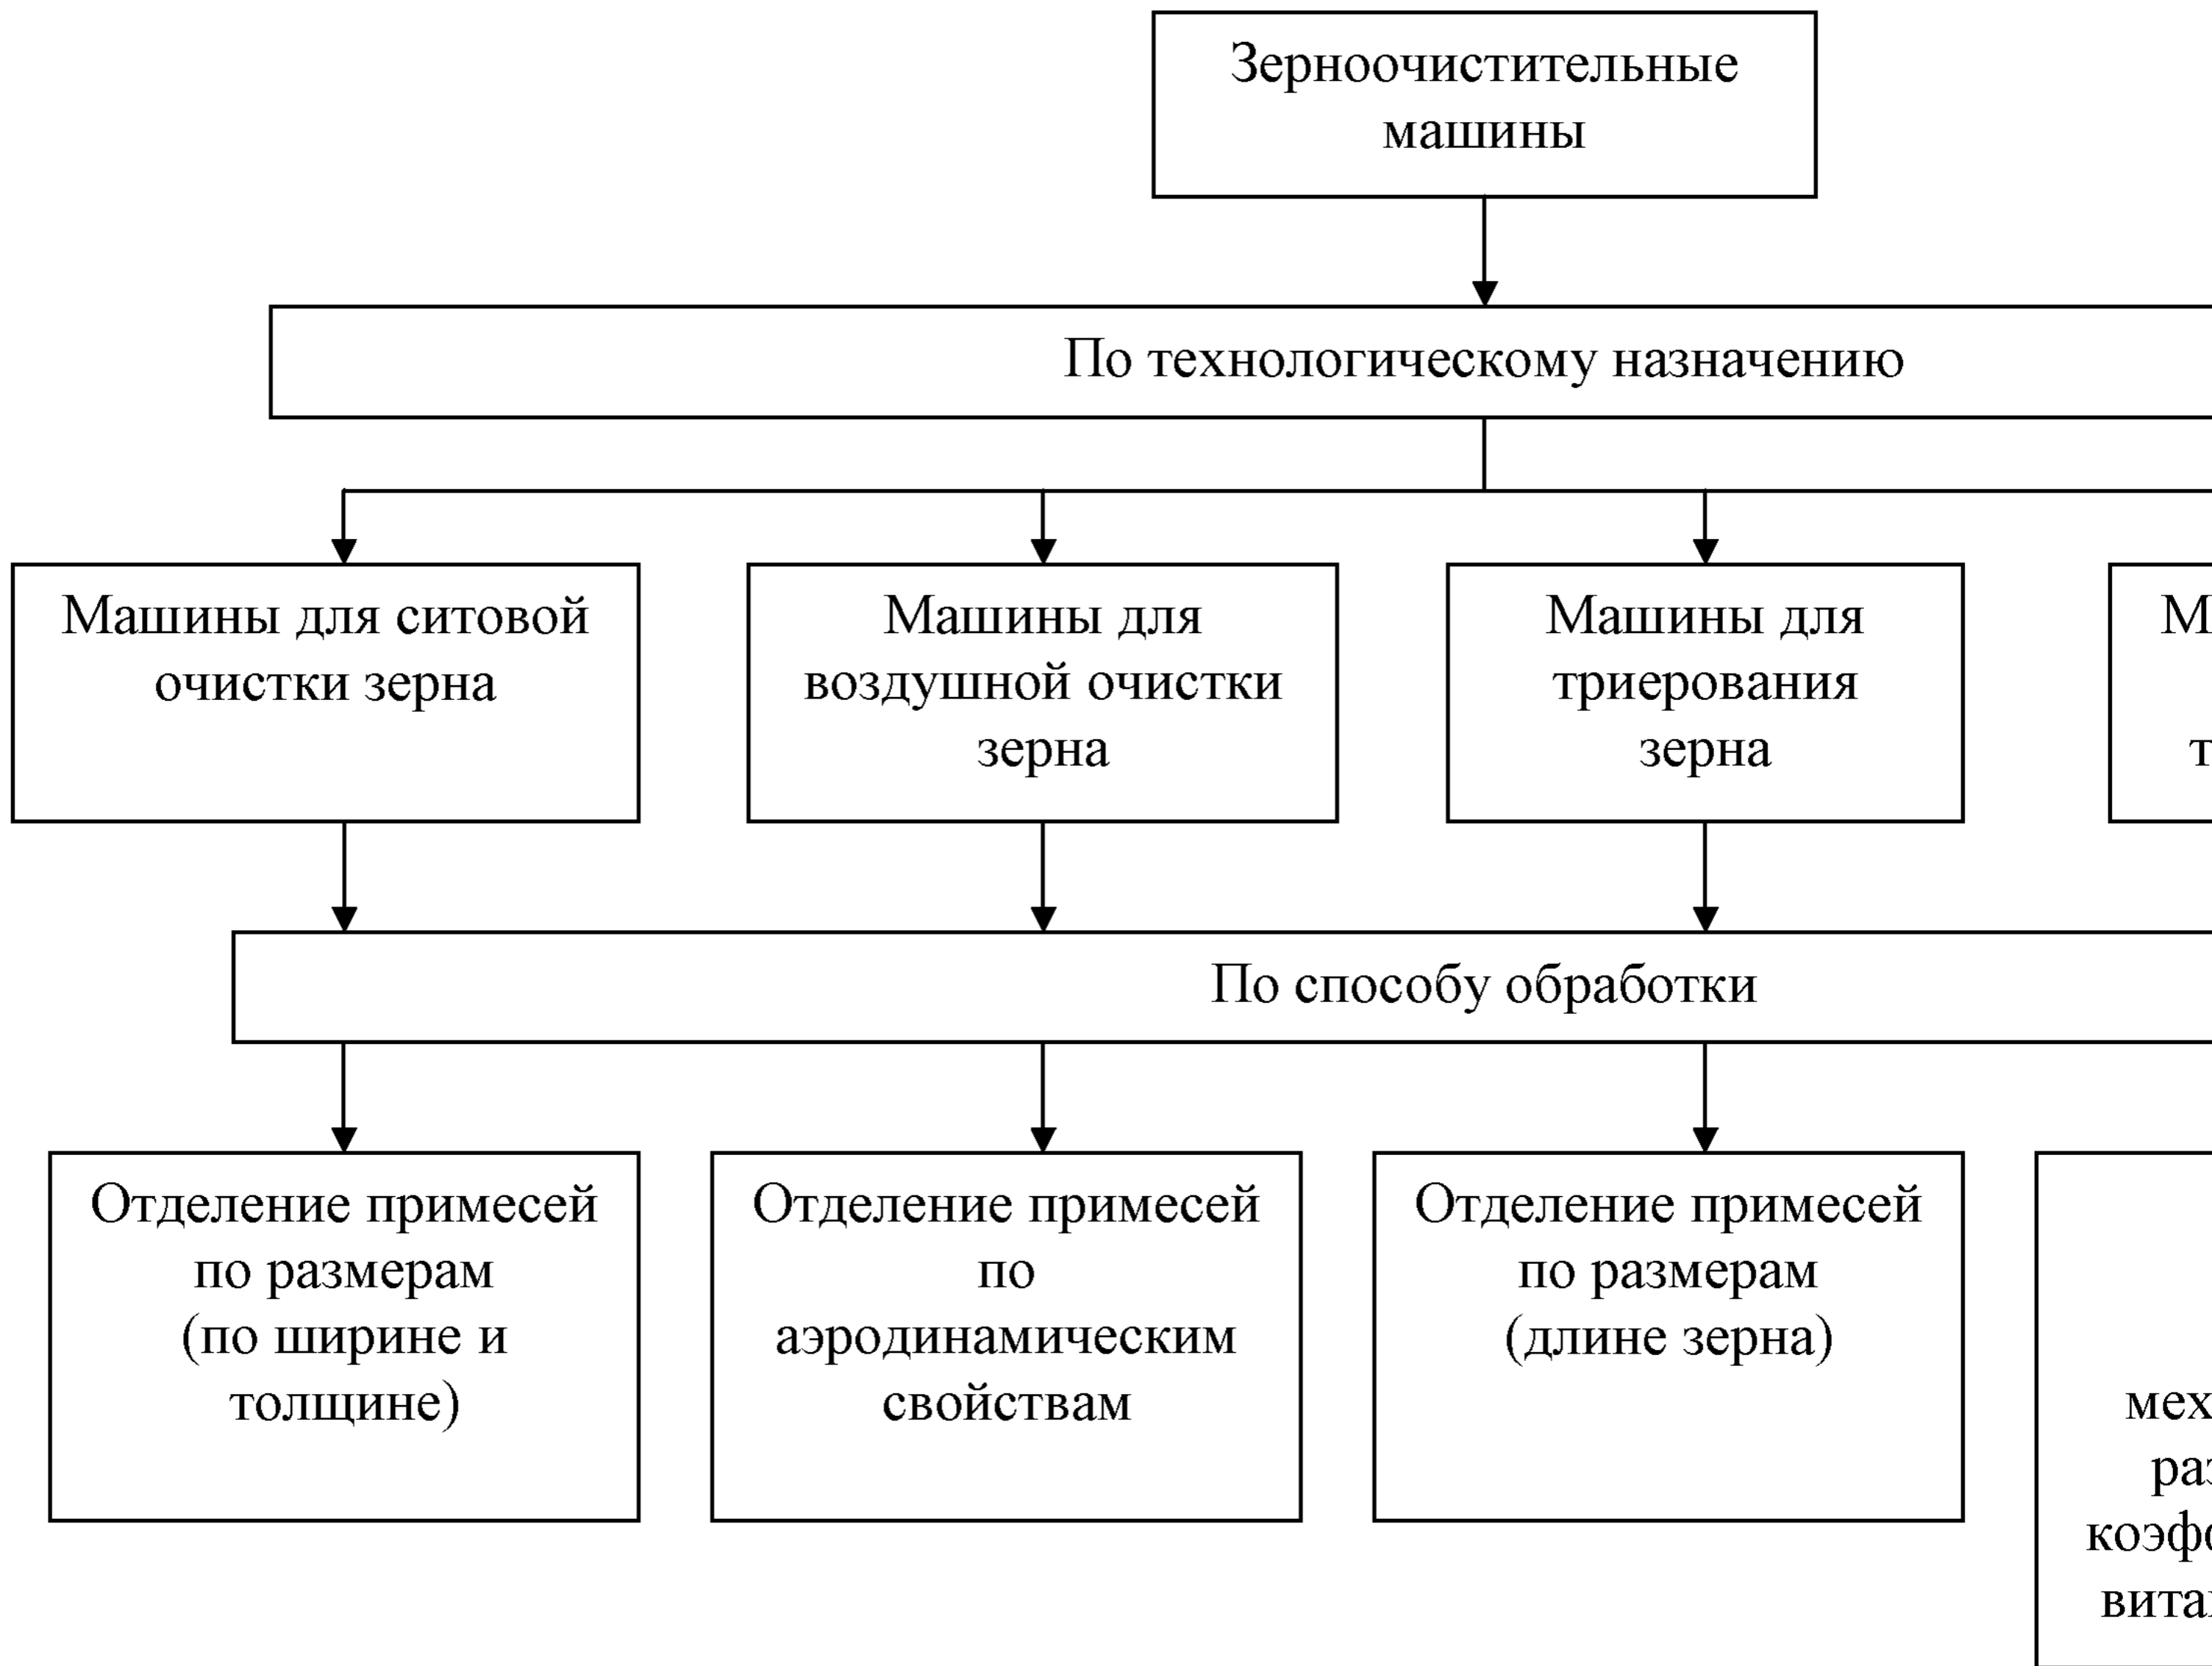 Зерноочистительные
машины
По технологическому назначению
Машины для ситовой
очистки зерна
Машины для
воздушной очистки
зерна
Машины для
триерования
зерна
По способу обработки
Отделение примесей
по размерам
(по ширине и
толщине)
Отделение примесей
по
аэродинамическим
свойствам
Отделение примесей
по размерам
(длине зерна)